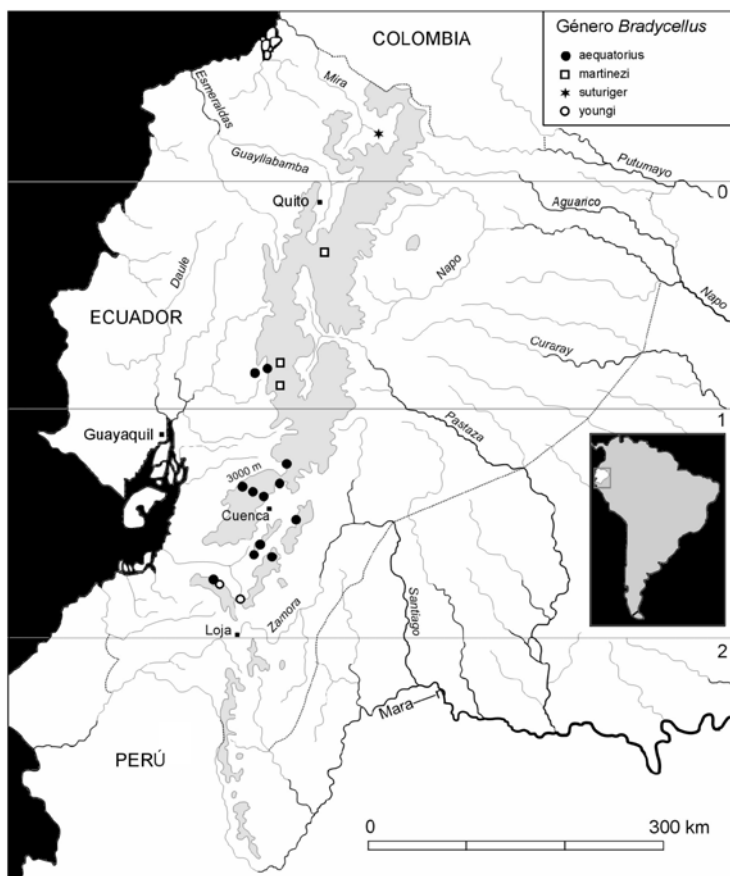 COLOMBIA
Género Bradycellus
aequatorius
martinezi
suturiger
youngi
Esmeraldas
Mira
Guayllabamba
Putumayo
0
Quito
Aguarico
Daule
Napo
Napo
ECUADOR
Curaray
1
Guayaquil
Pastaza
3000 m
Cuenca
Zamora
Santiago
Loja
2
Mara
PERÚ
0 300 km